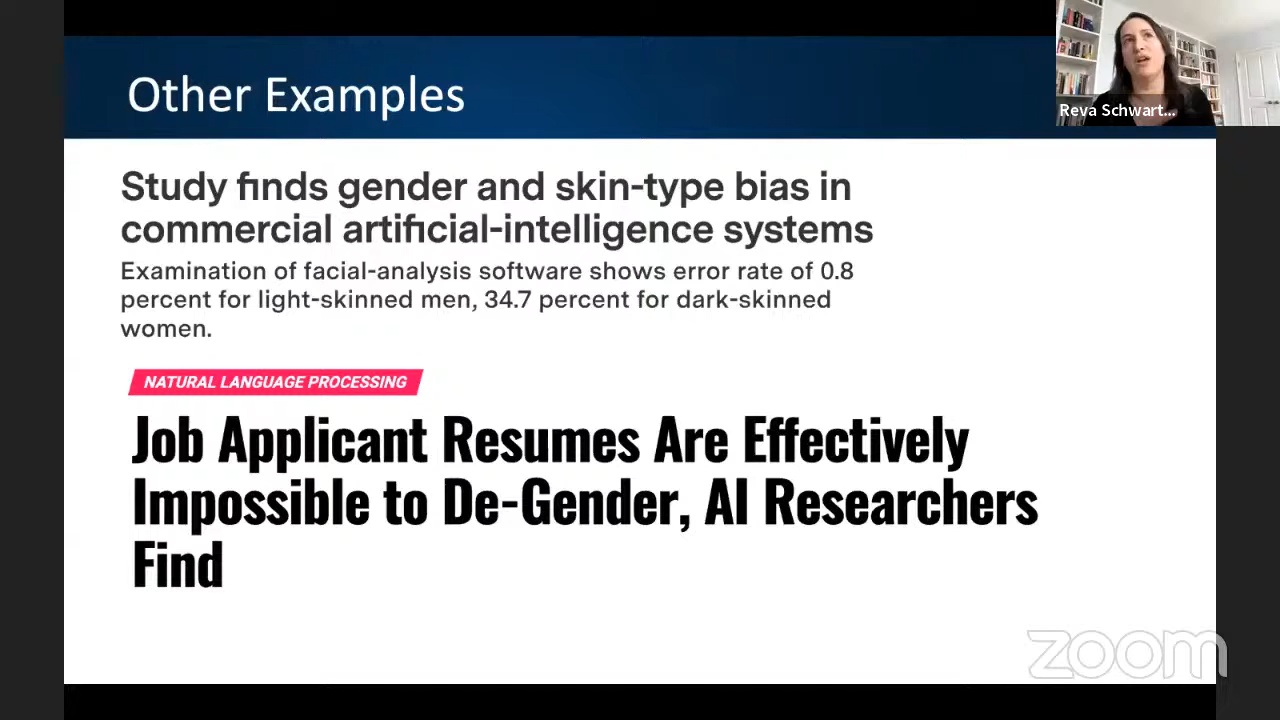 Other Examples
Reva Schwart...
Study finds gender and skin-type bias in
commercial artificial-intelligence systems
Examination of facial-analysis software shows error rate of 0.8
percent for light-skinned men, 34.7 percent for dark-skinned
women.
NATURAL LANGUAGE PROCESSING
Job Applicant Resumes Are Effectively
Impossible to De-Gender, AI Researchers
Find
zoom